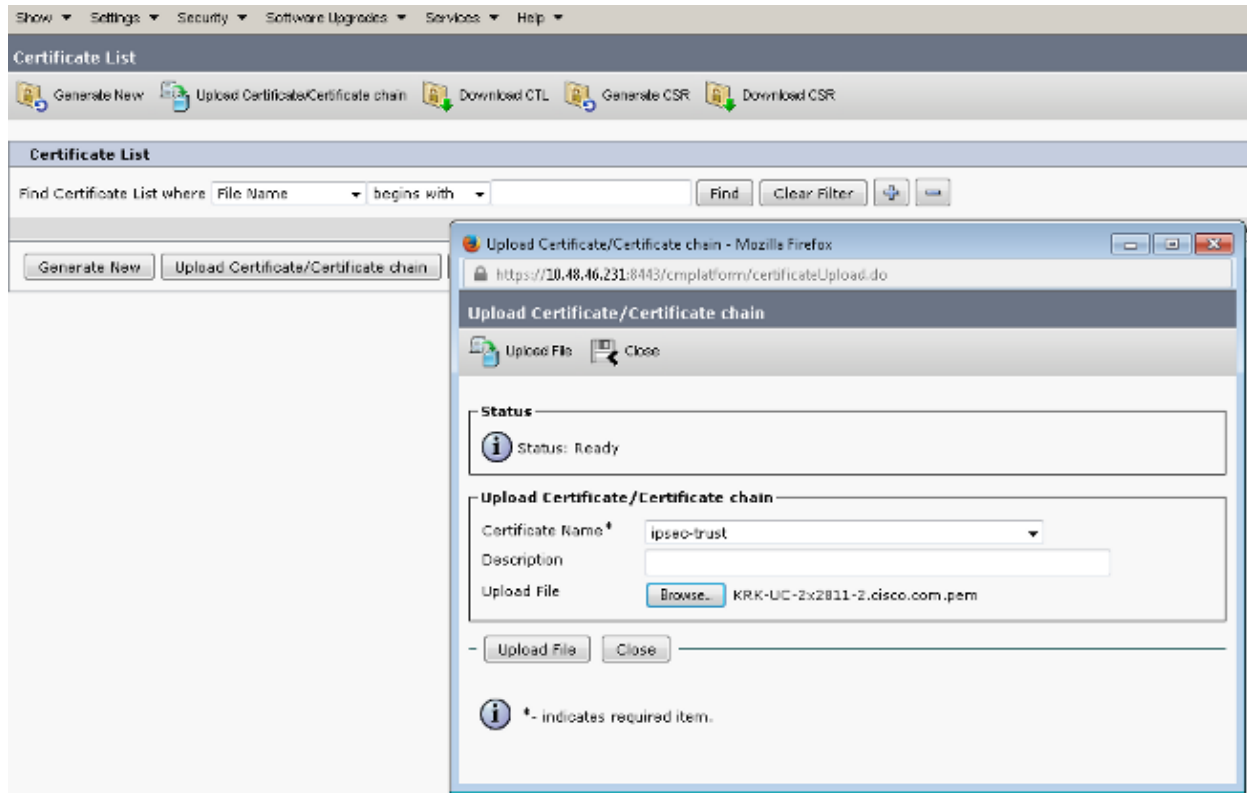 Show Settings Security Software Upgrades Services Help
Certificate List
Generate New Upload Certificate/Certificate chain Download CTL Generate CSR Download CSR
Certificate List
Find Certificate List where File Name begins with Find Clear Filter
Generate New Upload Certificate/Certificate chain
Upload Certificate/Certificate chain - Mozilla Firefox
https://10.48.46.231:8443/cmplatform/certificateUpload.do
Upload Certificate/Certificate chain
Upload File Close
Status
Status: Ready
Upload Certificate/Certificate chain
Certificate Name* ipsec-trust
Description
Upload File Browse... KRK-UC-2x2811-2.cisco.com.pem
Upload File Close
*- indicates required item.